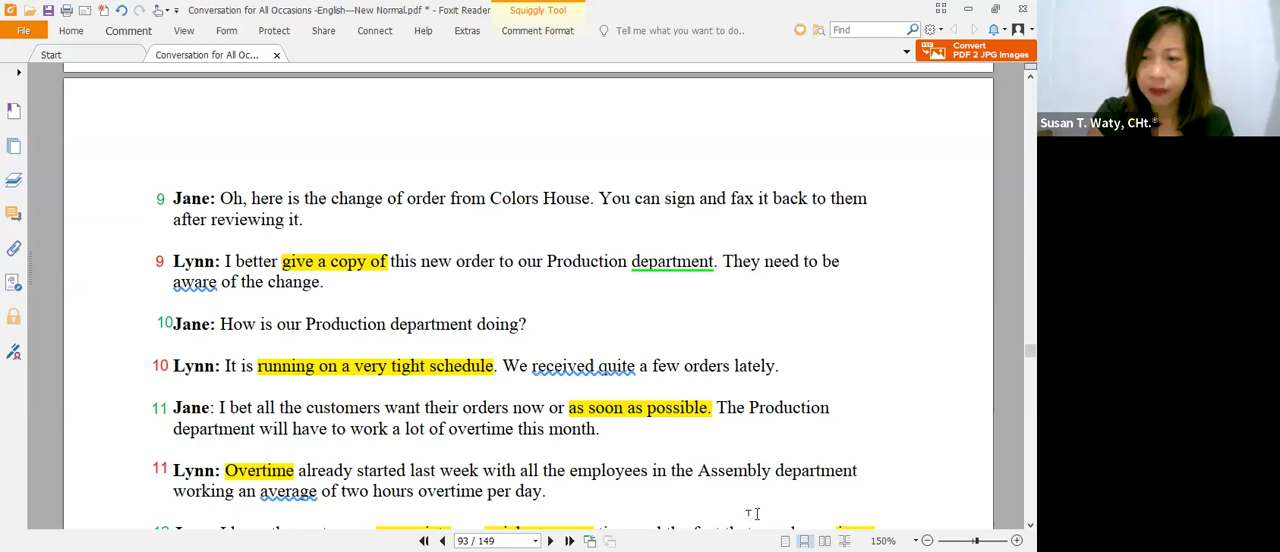 Conversation for All Occasions -English---New Normal.pdf * - Foxit Reader
Squiggly Tool
File Home Comment View Form Protect Share Connect Help Extras Comment Format Tell me what you want to do.. Find
Start Conversation for All Oc... Convert
PDF 2 JPG Images
Susan T. Waty, CHt.®
9 Jane: Oh, here is the change of order from Colors House. You can sign and fax it back to them
after reviewing it.
9 Lynn: I better give a copy of this new order to our Production department. They need to be
aware of the change.
10 Jane: How is our Production department doing?
10 Lynn: It is running on a very tight schedule. We received quite a few orders lately.
11 Jane: I bet all the customers want their orders now or as soon as possible. The Production
department will have to work a lot of overtime this month.
11 Lynn: Overtime already started last week with all the employees in the Assembly department
working an average of two hours overtime per day.
93 / 149 150%